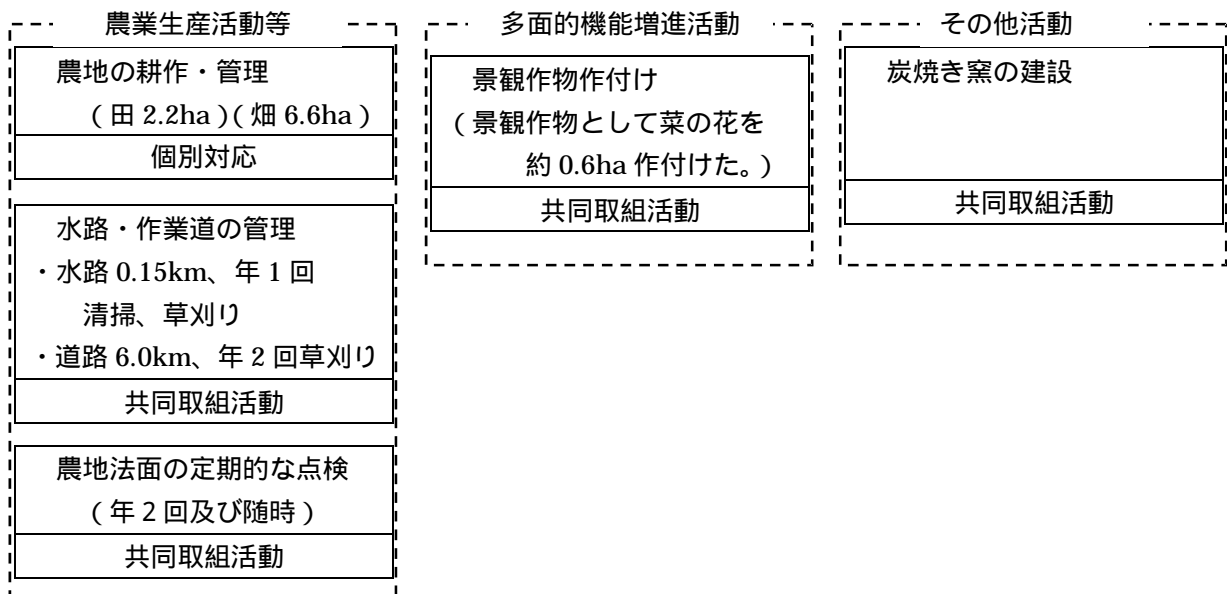 農業生産活動等
農地の耕作・管理
(田 2.2ha)(畑 6.6ha)
個別対応
水路・作業道の管理
・水路 0.15km、年 1 回
清掃、草刈り
・道路 6.0km、年 2 回草刈り
共同取組活動
農地法面の定期的な点検
(年2回及び随時)
共同取組活動
多面的機能増進活動
景観作物作付け
(景観作物として菜の花を
約 0.6ha 作付けた。)
共同取組活動
その他活動
炭焼き窯の建設
共同取組活動